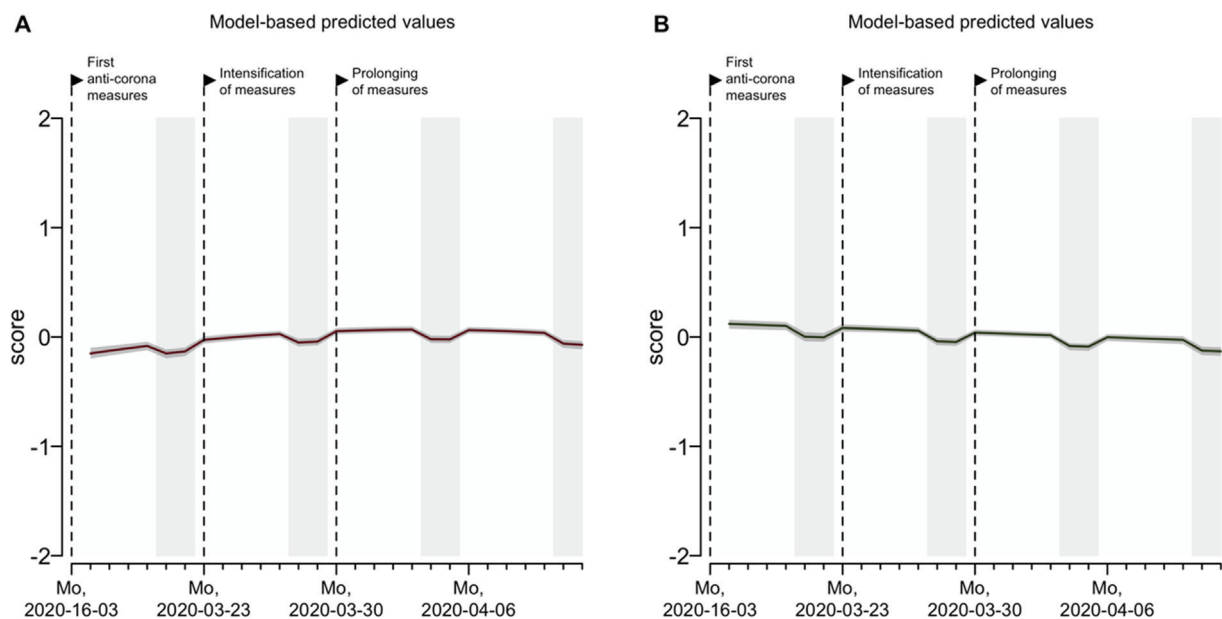 A
Model-based predicted values
First
anti-corona
measures
Intensification
of measures
Prolonging
of measures
2
1
0
-1
-2
score
Mo,
2020-16-03
Mo,
2020-03-23
Mo,
2020-03-30
Mo,
2020-04-06
B
Model-based predicted values
First
anti-corona
measures
Intensification
of measures
Prolonging
of measures
2
1
0
-1
-2
score
Mo,
2020-16-03
Mo,
2020-03-23
Mo,
2020-03-30
Mo,
2020-04-06